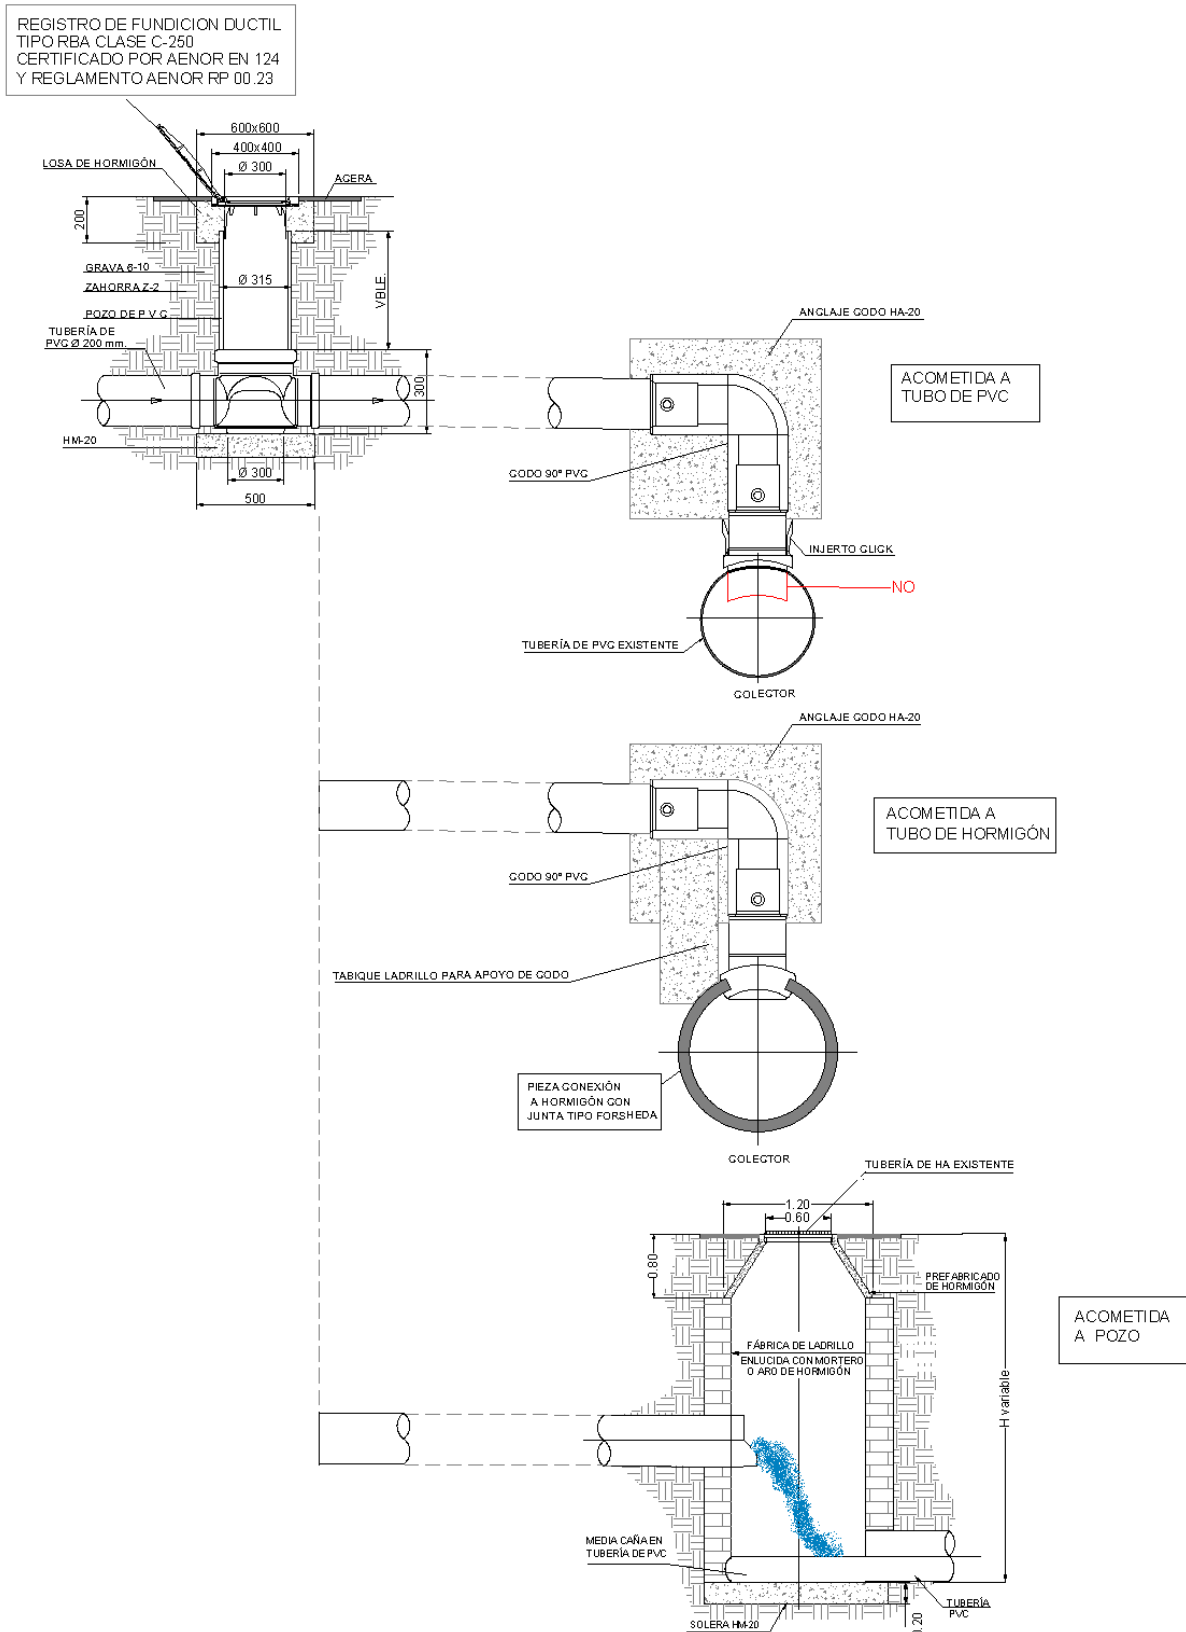 REGISTRO DE FUNDICION DUCTIL
TIPO RBA CLASE C-250
CERTIFICADO POR AENOR EN 124
Y REGLAMENTO AENOR RP 00.23
600x600
400x400
Ø 300
LOSA DE HORMIGÓN
ACERA
200
GRAVA 6-10
ZAHORRA Z-2
POZO DE P V C
TUBERÍA DE
PVC Ø 200 mm.
Ø 315
VBLE.
300
HM-20
Ø 300
500
ANCLAJE CODO HA-20
ACOMETIDA A
TUBO DE PVC
CODO 90º PVC
INJERTO CLICK
NO
TUBERÍA DE PVC EXISTENTE
COLECTOR
ANCLAJE CODO HA-20
ACOMETIDA A
TUBO DE HORMIGÓN
CODO 90º PVC
TABIQUE LADRILLO PARA APOYO DE CODO
PIEZA CONEXIÓN
A HORMIGÓN CON
JUNTA TIPO FORSHEDA
COLECTOR
TUBERÍA DE HA EXISTENTE
1.20
0.60
0.80
PREFABRICADO
DE HORMIGÓN
ACOMETIDA
A POZO
FÁBRICA DE LADRILLO
ENLUCIDA CON MORTERO
O ARO DE HORMIGÓN
H variable
MEDIA CAÑA EN
TUBERÍA DE PVC
TUBERÍA
PVC
SOLERA HM-20
0.20